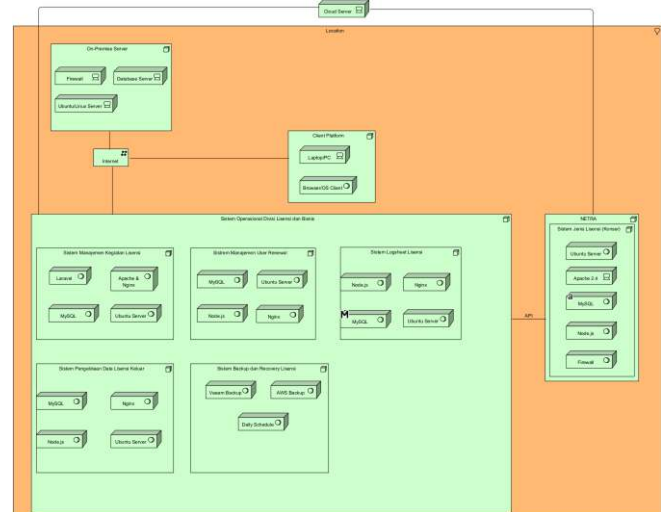 Cloud Server
Location
On-Premise Server
Firewall
Database Server
Ubuntu/Linux Server
Internet
Client Platform
Laptop/PC
Browser/OS Client
Sistem Operasional Divisi Lisensi dan Bisnis
Sistem Manajemen Kegiatan Lisensi
Laravel
Apache &
Nginx
MySQL
Ubuntu Server
Sistem Manajemen User Renewer
MySQL
Ubuntu Server
Node.js
Nginx
Sistem Logsheet Lisensi
Node.js
Nginx
M
MySQL
Ubuntu Server
API
NETRA
Sistem Jenis Lisensi (Konser)
Ubuntu Server
Apache 2.4
MySQL
Node.js
Firewall
Sistem Pengelolaan Data Lisensi Keluar
MySQL
Nginx
Node.js
Ubuntu Server
Sistem Backup dan Recovery Lisensi
Veeam Backup
AWS Backup
Daily Schedule